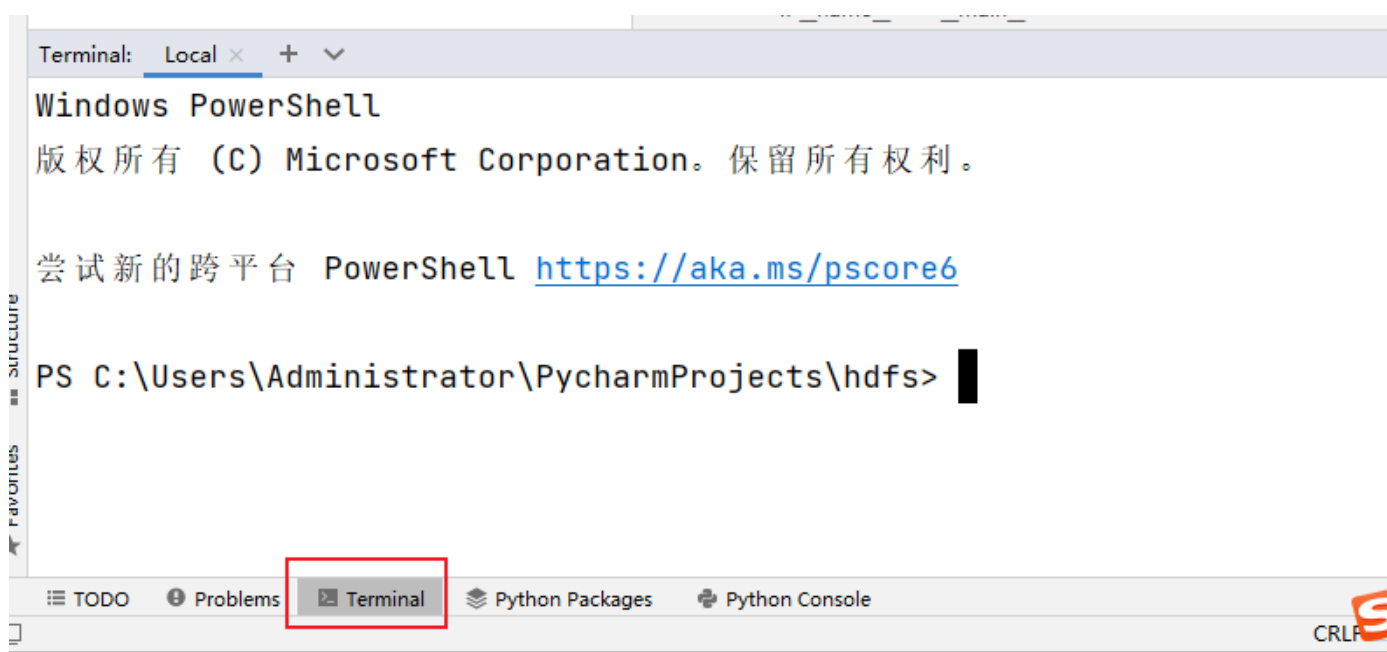 Terminal: Local × + ∨
Windows PowerShell
版权所有 (C) Microsoft Corporation。保留所有权利。
尝试新的跨平台 PowerShell https://aka.ms/pscore6
PS C:\Users\Administrator\PycharmProjects\hdfs>
Structure
Favorites
TODO Problems Terminal Python Packages Python Console
CRLF